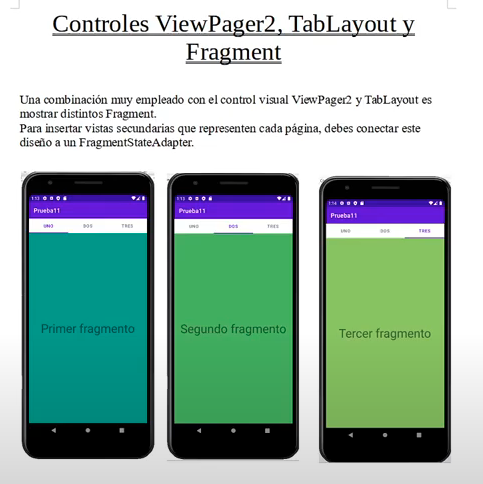 Controles ViewPager2, TabLayout y
Fragment
Una combinación muy empleado con el control visual ViewPager2 y TabLayout es
mostrar distintos Fragment.
Para insertar vistas secundarias que representen cada página, debes conectar este
diseño a un FragmentStateAdapter.
1:13
Prueba11
UNO DOS TRES
Primer fragmento
1:13
Prueba11
UNO DOS TRES
Segundo fragmento
1:14
Prueba11
UNO DOS TRES
Tercer fragmento